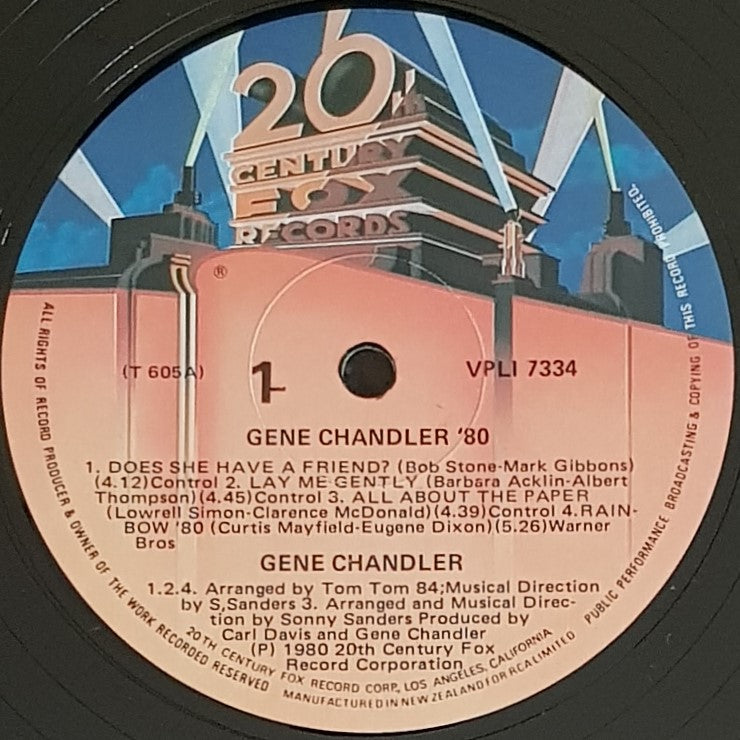 20th
CENTURY
FOX
RECORDS
®
(T 605A)
1
VPLI 7334
GENE CHANDLER '80
1. DOES SHE HAVE A FRIEND? (Bob Stone-Mark Gibbons)
(4.12)Control 2. LAY ME GENTLY (Barbara Acklin-Albert
Thompson)(4.45)Control 3. ALL ABOUT THE PAPER
(Lowrell Simon-Clarence McDonald)(4.39)Control 4.RAIN-
BOW '80 (Curtis Mayfield-Eugene Dixon)(5.26)Warner
Bros
GENE CHANDLER
1.2.4. Arranged by Tom Tom 84;Musical Direction
by S,Sanders 3. Arranged and Musical Direc-
tion by Sonny Sanders Produced by
Carl Davis and Gene Chandler
(P) 1980 20th Century Fox
Record Corporation
20TH CENTURY FOX RECORD CORP, LOS ANGELES, CALIFORNIA
MANUFACTURED IN NEW ZEALAND FOR RCA LIMITED
ALL RIGHTS OF RECORD PRODUCER & OWNER OF THE WORK RECORDED RESERVED
PUBLIC PERFORMANCE BROADCASTING & COPYING OF THIS RECORD PROHIBITED.